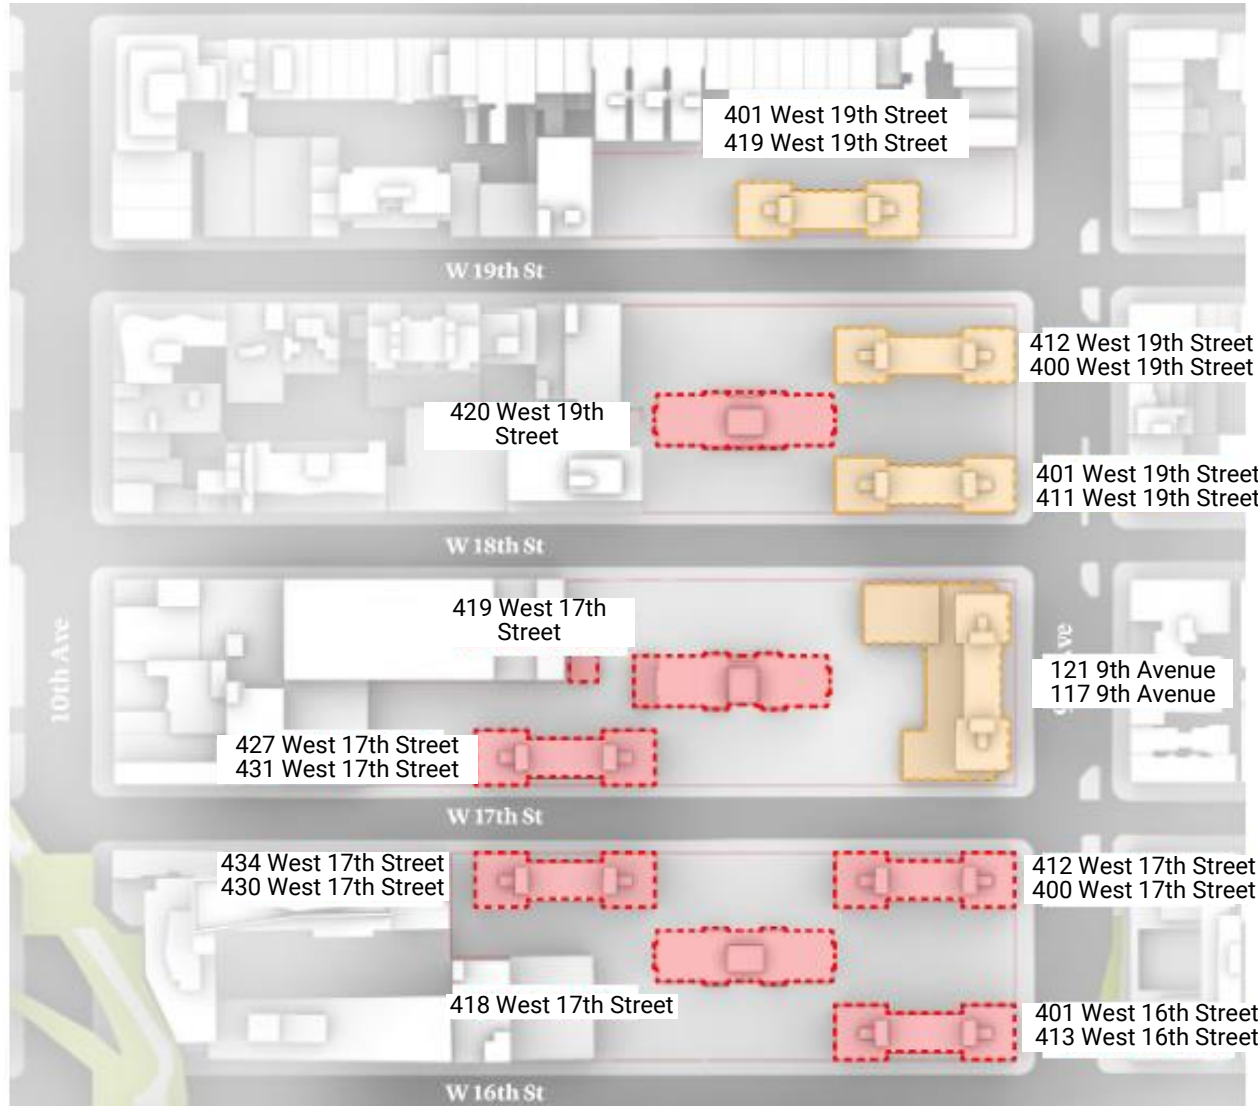 401 West 19th Street
419 West 19th Street
W 19th St
412 West 19th Street
400 West 19th Street
420 West 19th
Street
401 West 19th Street
411 West 19th Street
W 18th St
419 West 17th
Street
10th Ave
Ave
121 9th Avenue
117 9th Avenue
427 West 17th Street
431 West 17th Street
W 17th St
434 West 17th Street
430 West 17th Street
412 West 17th Street
400 West 17th Street
418 West 17th Street
401 West 16th Street
413 West 16th Street
W 16th St